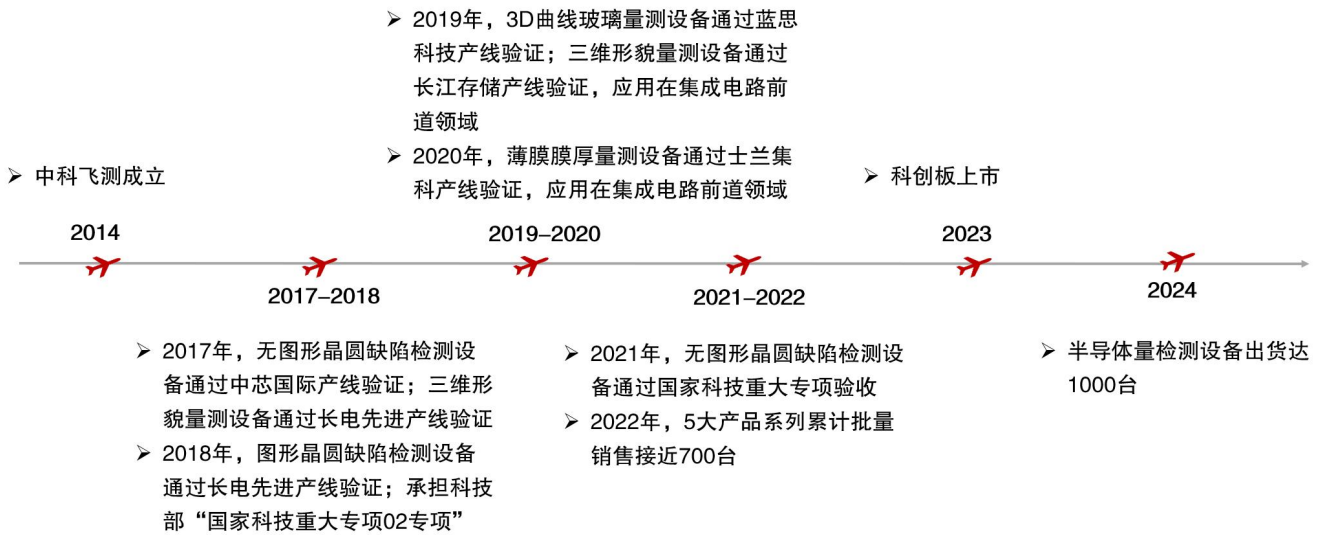 ➢ 2019年，3D曲线玻璃量测设备通过蓝思
科技产线验证；三维形貌量测设备通过
长江存储产线验证，应用在集成电路前
道领域
➢ 2020年，薄膜膜厚量测设备通过士兰集
科产线验证，应用在集成电路前道领域
➢ 中科飞测成立
➢ 科创板上市
2014
2019–2020
2023
2017–2018
2021–2022
2024
➢ 2017年，无图形晶圆缺陷检测设
备通过中芯国际产线验证；三维形
貌量测设备通过长电先进产线验证
➢ 2018年，图形晶圆缺陷检测设备
通过长电先进产线验证；承担科技
部“国家科技重大专项02专项”
➢ 2021年，无图形晶圆缺陷检测设
备通过国家科技重大专项验收
➢ 2022年，5大产品系列累计批量
销售接近700台
➢ 半导体量检测设备出货达
1000台